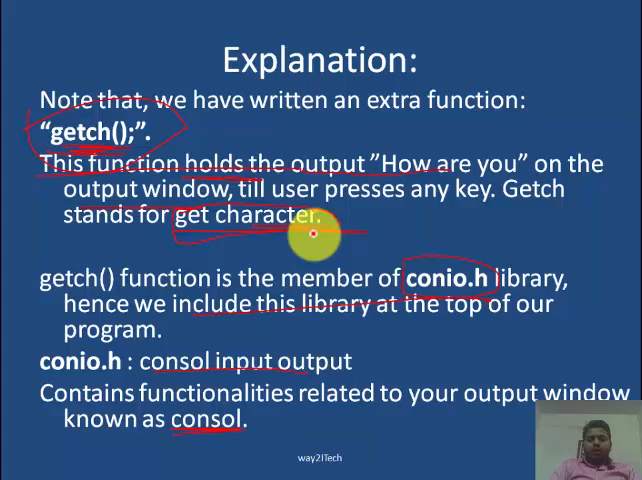 Explanation:
Note that, we have written an extra function:
“getch();”.
This function holds the output ”How are you” on the
output window, till user presses any key. Getch
stands for get character.
getch() function is the member of conio.h library,
hence we include this library at the top of our
program.
conio.h : consol input output
Contains functionalities related to your output window
known as consol.
way2ITech